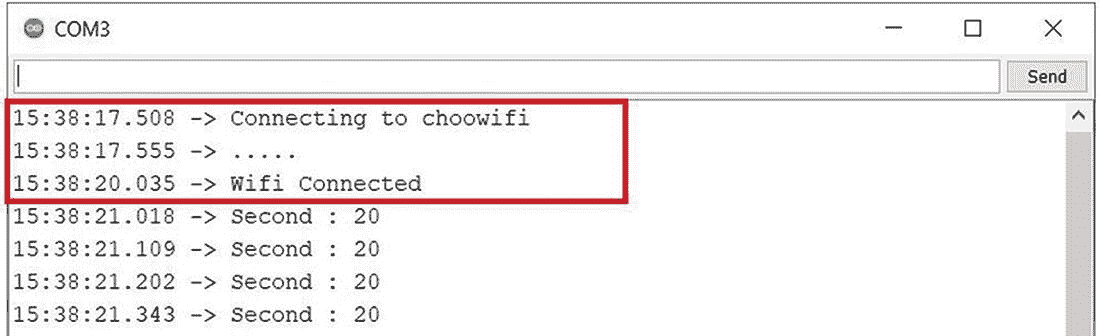 COM3
Send
15:38:17.508 -> Connecting to choowifi
15:38:17.555 -> .....
15:38:20.035 -> Wifi Connected
15:38:21.018 -> Second : 20
15:38:21.109 -> Second : 20
15:38:21.202 -> Second : 20
15:38:21.343 -> Second : 20